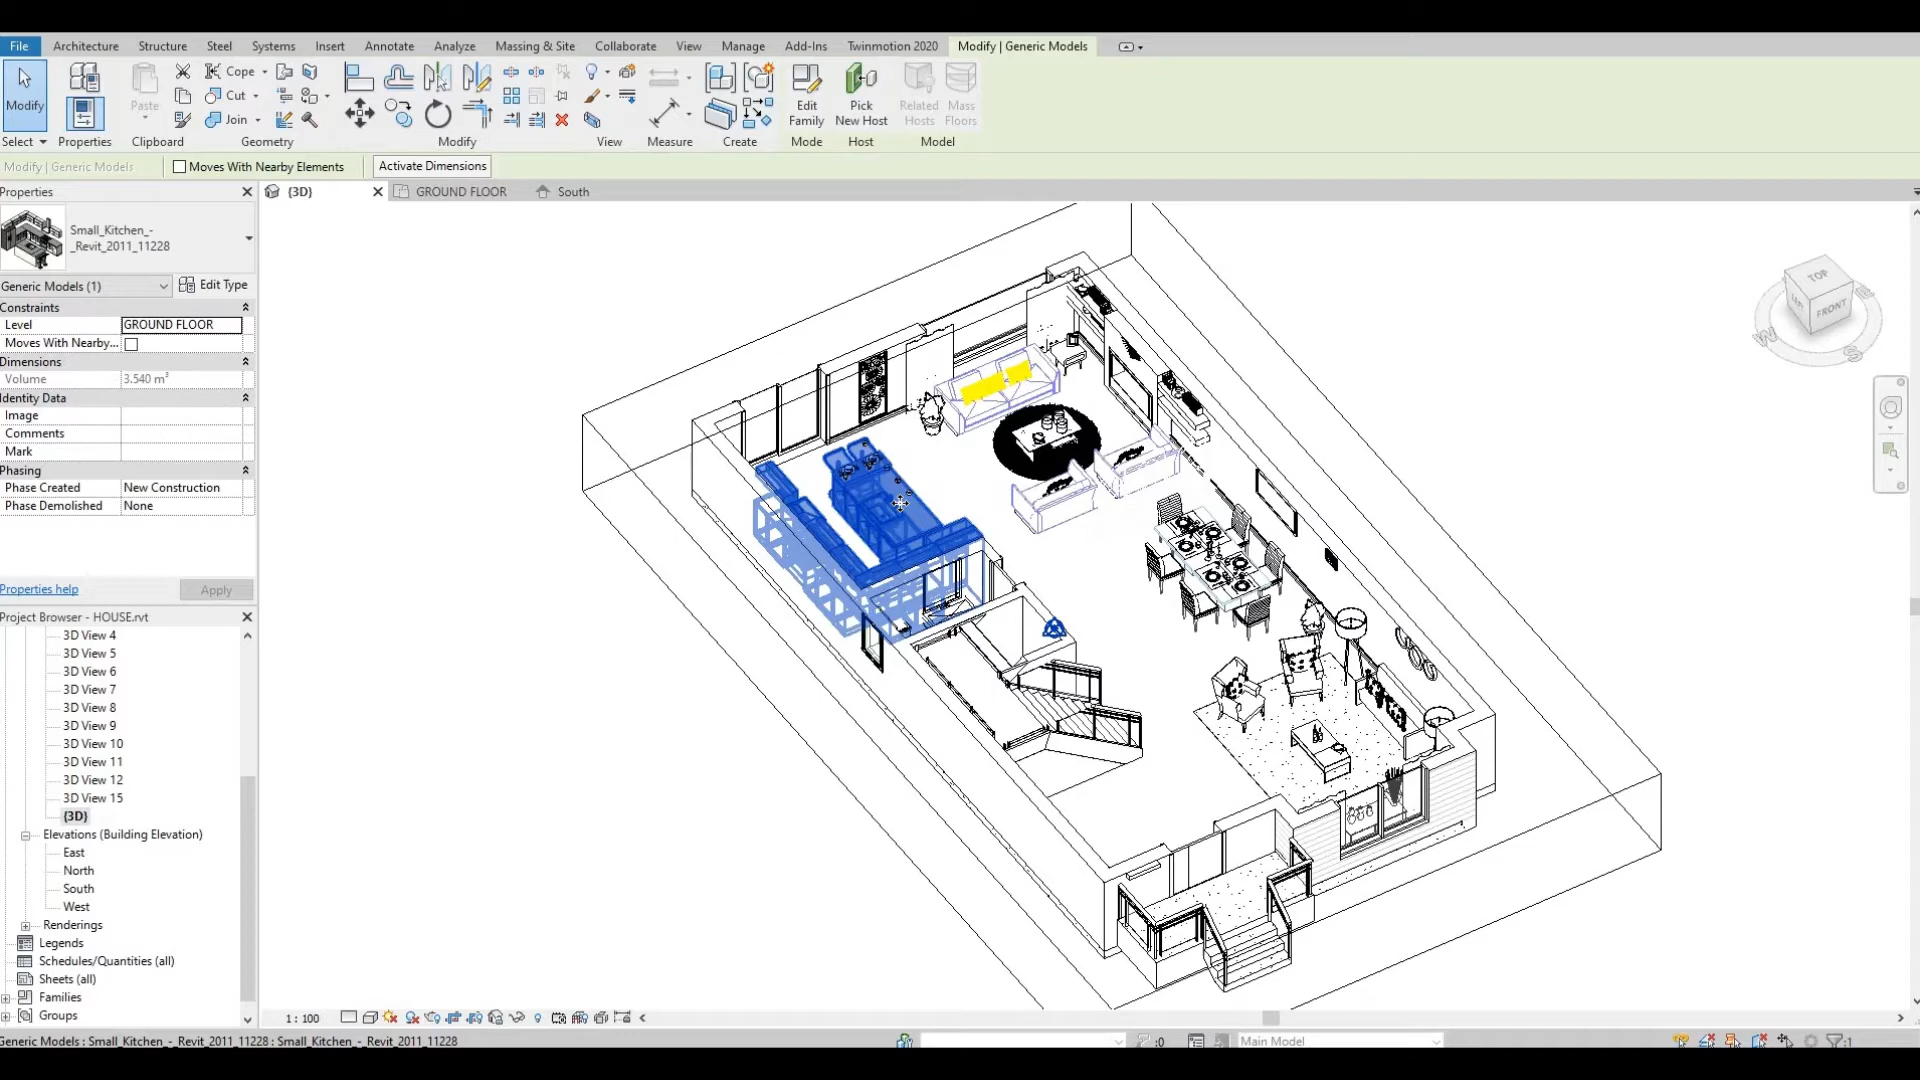 File Architecture Structure Steel Systems Insert Annotate Analyze Massing & Site Collaborate View Manage Add-Ins Twinmotion 2020 Modify | Generic Models
Modify Paste Cope Cut Join Edit Family Pick New Host Related Hosts Mass Floors
Select Properties Clipboard Geometry Modify View Measure Create Mode Host Model
Modify | Generic Models Moves With Nearby Elements Activate Dimensions
Properties
{3D} GROUND FLOOR South
Small_Kitchen_-
_Revit_2011_11228
Generic Models (1) Edit Type
Constraints
Level GROUND FLOOR
Moves With Nearby...
Dimensions
Volume 3.540 m³
Identity Data
Image
Comments
Mark
Phasing
Phase Created New Construction
Phase Demolished None
Properties help Apply
Project Browser - HOUSE.rvt
3D View 4
3D View 5
3D View 6
3D View 7
3D View 8
3D View 9
3D View 10
3D View 11
3D View 12
3D View 15
{3D}
Elevations (Building Elevation)
East
North
South
West
Renderings
Legends
Schedules/Quantities (all)
Sheets (all)
Families
Groups
TOP
FRONT
W
S
1 : 100
Generic Models : Small_Kitchen_-_Revit_2011_11228 : Small_Kitchen_-_Revit_2011_11228
:0
Main Model
:1